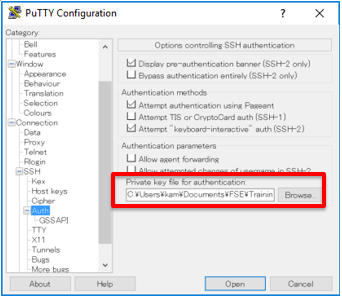 PuTTY Configuration
?
Category:
Bell
Features
Window
Appearance
Behaviour
Translation
Selection
Colours
Connection
Data
Proxy
Telnet
Rlogin
SSH
Kex
Host keys
Cipher
Auth
GSSAPI
TTY
X11
Tunnels
Bugs
More bugs
Options controlling SSH authentication
Display pre-authentication banner (SSH-2 only)
Bypass authentication entirely (SSH-2 only)
Authentication methods
Attempt authentication using Pageant
Attempt TIS or CryptoCard auth (SSH-1)
Attempt "keyboard-interactive" auth (SSH-2)
Authentication parameters
Allow agent forwarding
Allow attempted changes of username in SSH-2
Private key file for authentication:
C:¥Users¥kam¥Documents¥FSE¥Trainin
Browse...
About
Help
Open
Cancel